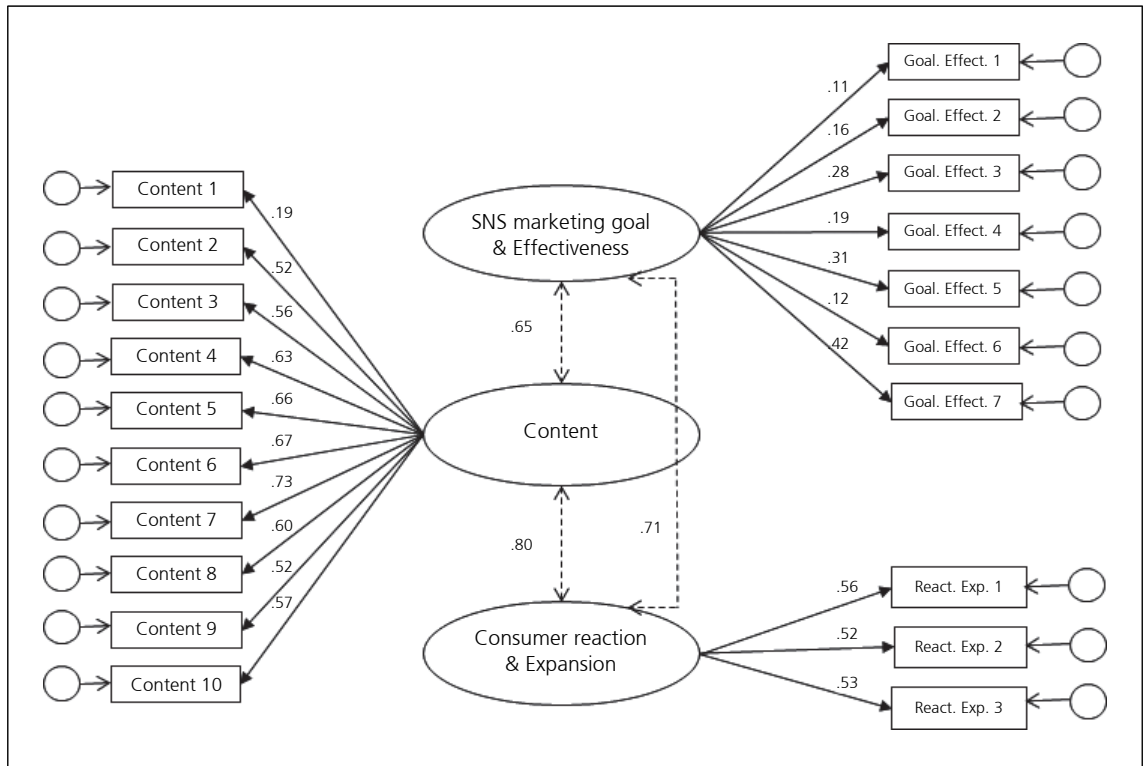 Content 1
Content 2
Content 3
Content 4
Content 5
Content 6
Content 7
Content 8
Content 9
Content 10
.19
.52
.56
.63
.66
.67
.73
.60
.52
.57
SNS marketing goal
& Effectiveness
.65
Content
.80
.71
Consumer reaction
& Expansion
.11
.16
.28
.19
.31
.12
.42
Goal. Effect. 1
Goal. Effect. 2
Goal. Effect. 3
Goal. Effect. 4
Goal. Effect. 5
Goal. Effect. 6
Goal. Effect. 7
.56
.52
.53
React. Exp. 1
React. Exp. 2
React. Exp. 3